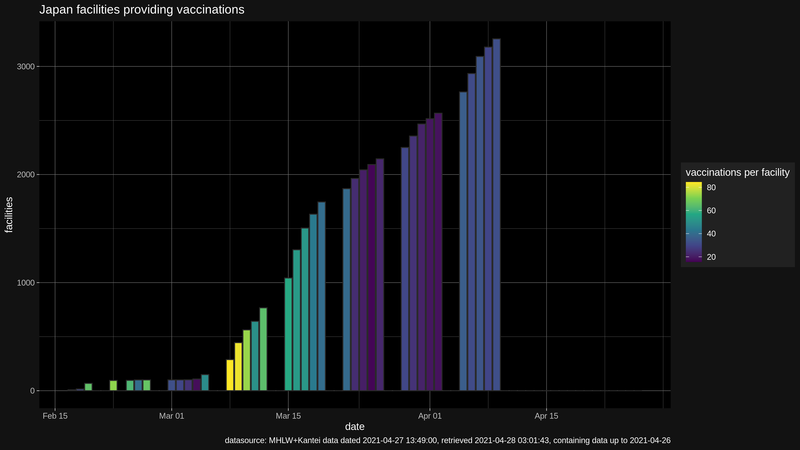 Japan facilities providing vaccinations
3000
2000
1000
0
facilities
Feb 15
Mar 01
Mar 15
Apr 01
Apr 15
date
vaccinations per facility
80
60
40
20
datasource: MHLW+Kantei data dated 2021-04-27 13:49:00, retrieved 2021-04-28 03:01:43, containing data up to 2021-04-26